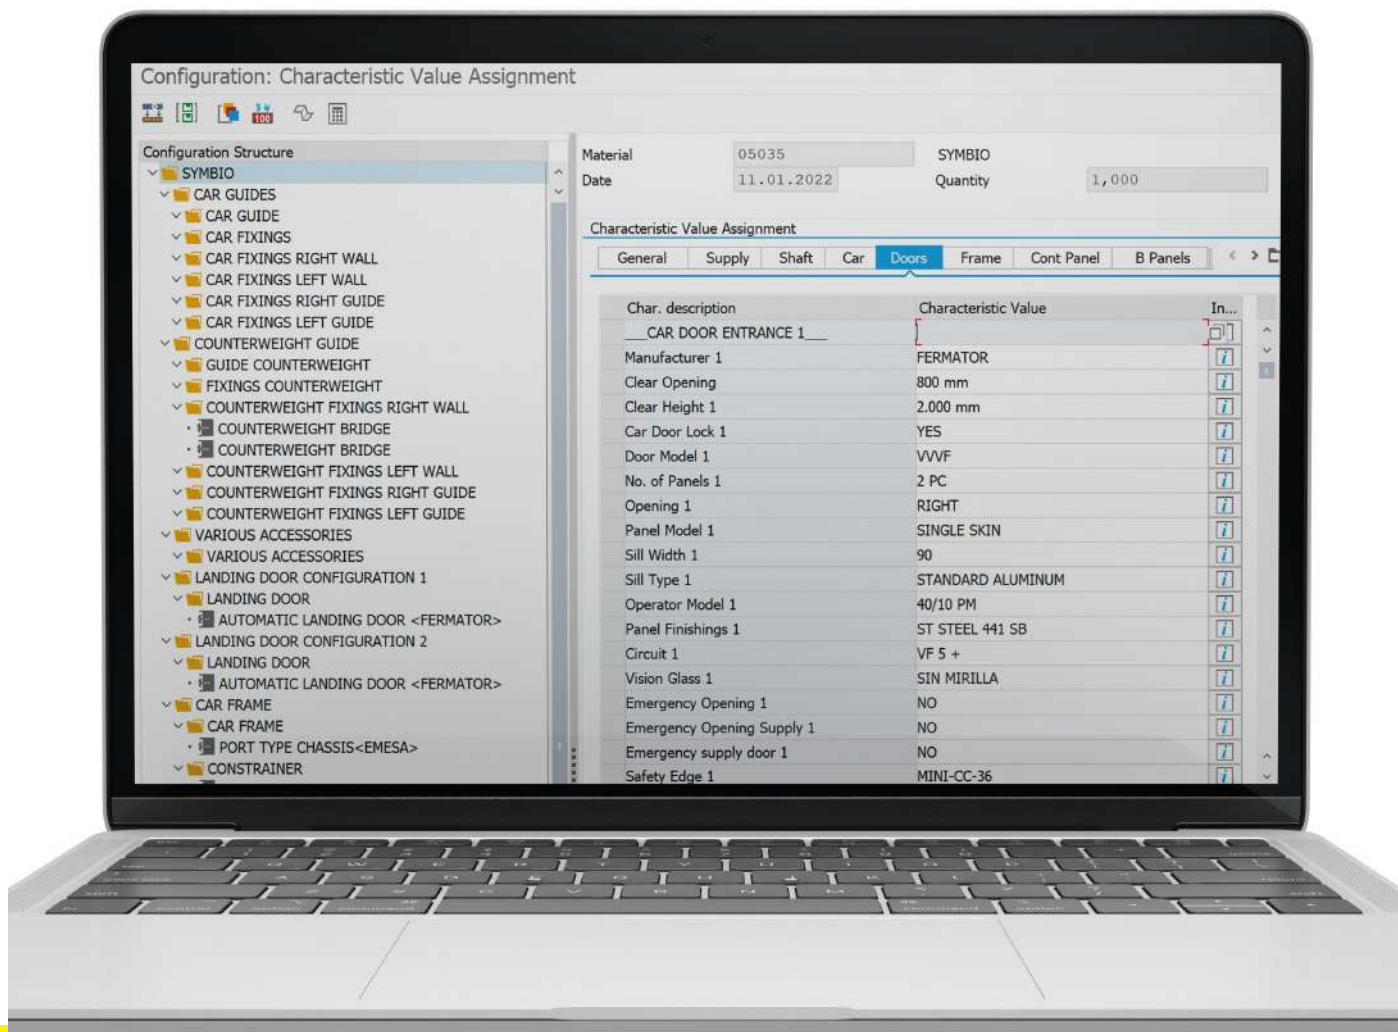 Configuration: Characteristic Value Assignment
Configuration Structure
SYMBIO
CAR GUIDES
CAR GUIDE
CAR FIXINGS
CAR FIXINGS RIGHT WALL
CAR FIXINGS LEFT WALL
CAR FIXINGS RIGHT GUIDE
CAR FIXINGS LEFT GUIDE
COUNTERWEIGHT GUIDE
GUIDE COUNTERWEIGHT
FIXINGS COUNTERWEIGHT
COUNTERWEIGHT FIXINGS RIGHT WALL
COUNTERWEIGHT BRIDGE
COUNTERWEIGHT BRIDGE
COUNTERWEIGHT FIXINGS LEFT WALL
COUNTERWEIGHT FIXINGS RIGHT GUIDE
COUNTERWEIGHT FIXINGS LEFT GUIDE
VARIOUS ACCESSORIES
VARIOUS ACCESSORIES
LANDING DOOR CONFIGURATION 1
LANDING DOOR
AUTOMATIC LANDING DOOR <FERMATOR>
LANDING DOOR CONFIGURATION 2
LANDING DOOR
AUTOMATIC LANDING DOOR <FERMATOR>
CAR FRAME
CAR FRAME
PORT TYPE CHASSIS<EMESA>
CONSTRAINER
Material 05035 SYMBIO
Date 11.01.2022 Quantity 1,000
Characteristic Value Assignment
General Supply Shaft Car Doors Frame Cont Panel B Panels
Char. description Characteristic Value In...
__CAR DOOR ENTRANCE 1__
Manufacturer 1 FERMATOR
Clear Opening 800 mm
Clear Height 1 2.000 mm
Car Door Lock 1 YES
Door Model 1 VVVF
No. of Panels 1 2 PC
Opening 1 RIGHT
Panel Model 1 SINGLE SKIN
Sill Width 1 90
Sill Type 1 STANDARD ALUMINUM
Operator Model 1 40/10 PM
Panel Finishings 1 ST STEEL 441 SB
Circuit 1 VF 5 +
Vision Glass 1 SIN MIRILLA
Emergency Opening 1 NO
Emergency Opening Supply 1 NO
Emergency supply door 1 NO
Safety Edge 1 MINI-CC-36